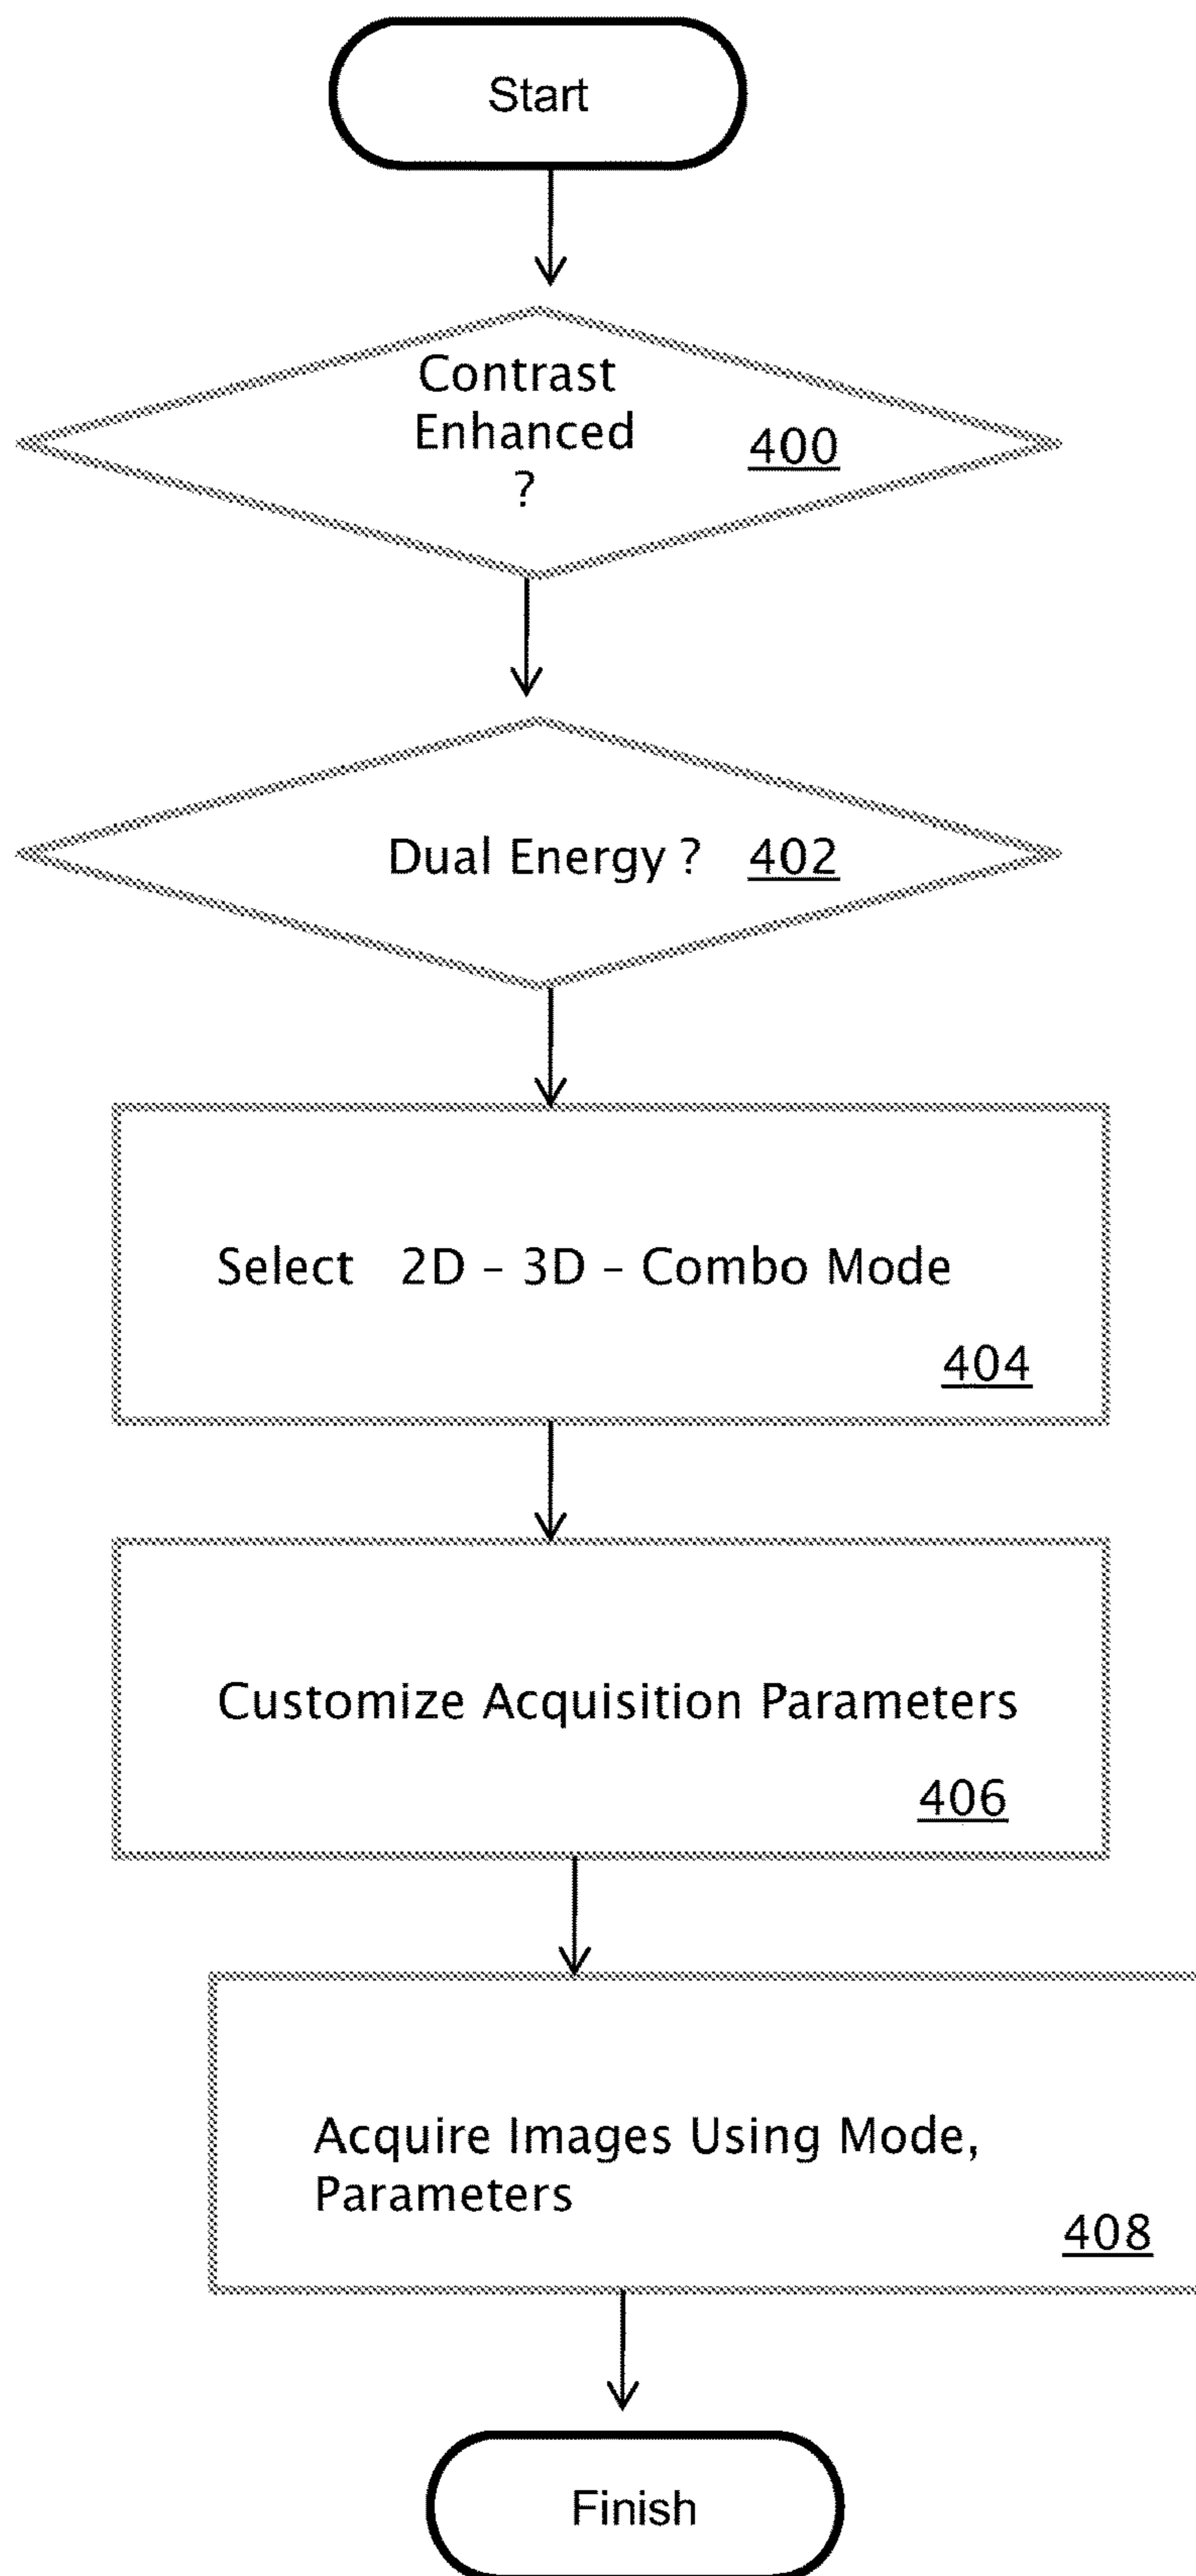 Start
Contrast
Enhanced
?
400
Dual Energy ? 402
Select 2D – 3D – Combo Mode
404
Customize Acquisition Parameters
406
Acquire Images Using Mode,
Parameters
408
Finish